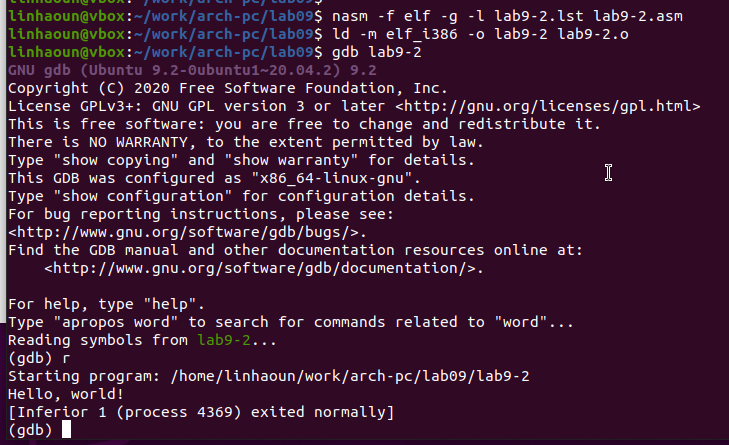 linhaoun@vbox:~/work/arch-pc/lab09$
linhaoun@vbox:~/work/arch-pc/lab09$ nasm -f elf -g -l lab9-2.lst lab9-2.asm
linhaoun@vbox:~/work/arch-pc/lab09$ ld -m elf_i386 -o lab9-2 lab9-2.o
linhaoun@vbox:~/work/arch-pc/lab09$ gdb lab9-2
GNU gdb (Ubuntu 9.2-0ubuntu1~20.04.2) 9.2
Copyright (C) 2020 Free Software Foundation, Inc.
License GPLv3+: GNU GPL version 3 or later <http://gnu.org/licenses/gpl.html>
This is free software: you are free to change and redistribute it.
There is NO WARRANTY, to the extent permitted by law.
Type "show copying" and "show warranty" for details.
This GDB was configured as "x86_64-linux-gnu".
Type "show configuration" for configuration details.
For bug reporting instructions, please see:
<http://www.gnu.org/software/gdb/bugs/>.
Find the GDB manual and other documentation resources online at:
    <http://www.gnu.org/software/gdb/documentation/>.

For help, type "help".
Type "apropos word" to search for commands related to "word"...
Reading symbols from lab9-2...
(gdb) r
Starting program: /home/linhaoun/work/arch-pc/lab09/lab9-2
Hello, world!
[Inferior 1 (process 4369) exited normally]
(gdb)